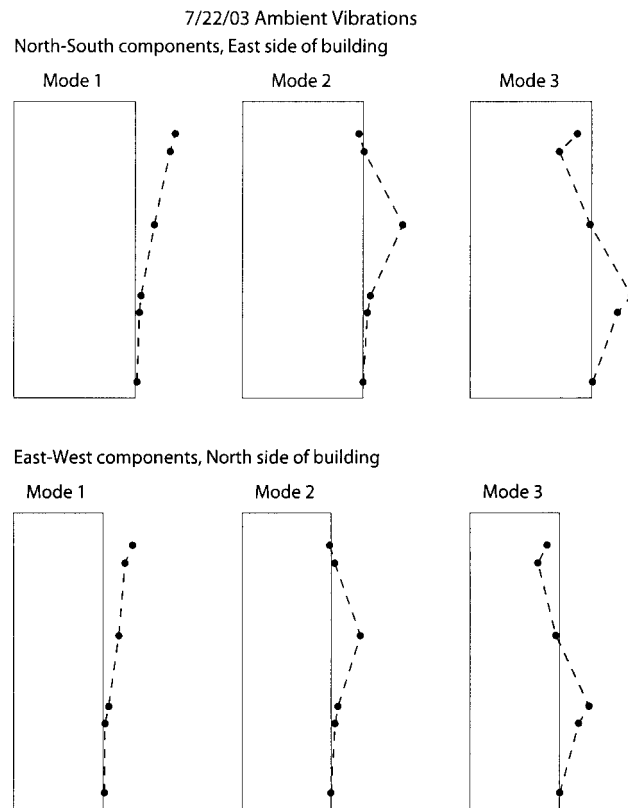 7/22/03 Ambient Vibrations
North-South components, East side of building
Mode 1 Mode 2 Mode 3
East-West components, North side of building
Mode 1 Mode 2 Mode 3